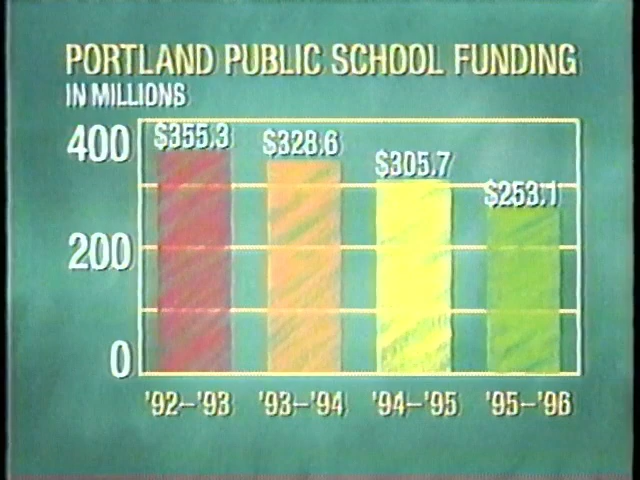 PORTLAND PUBLIC SCHOOL FUNDING
IN MILLIONS
400
$355.3
$328.6
$305.7
$253.1
200
0
'92–'93 '93–'94 '94–'95 '95–'96